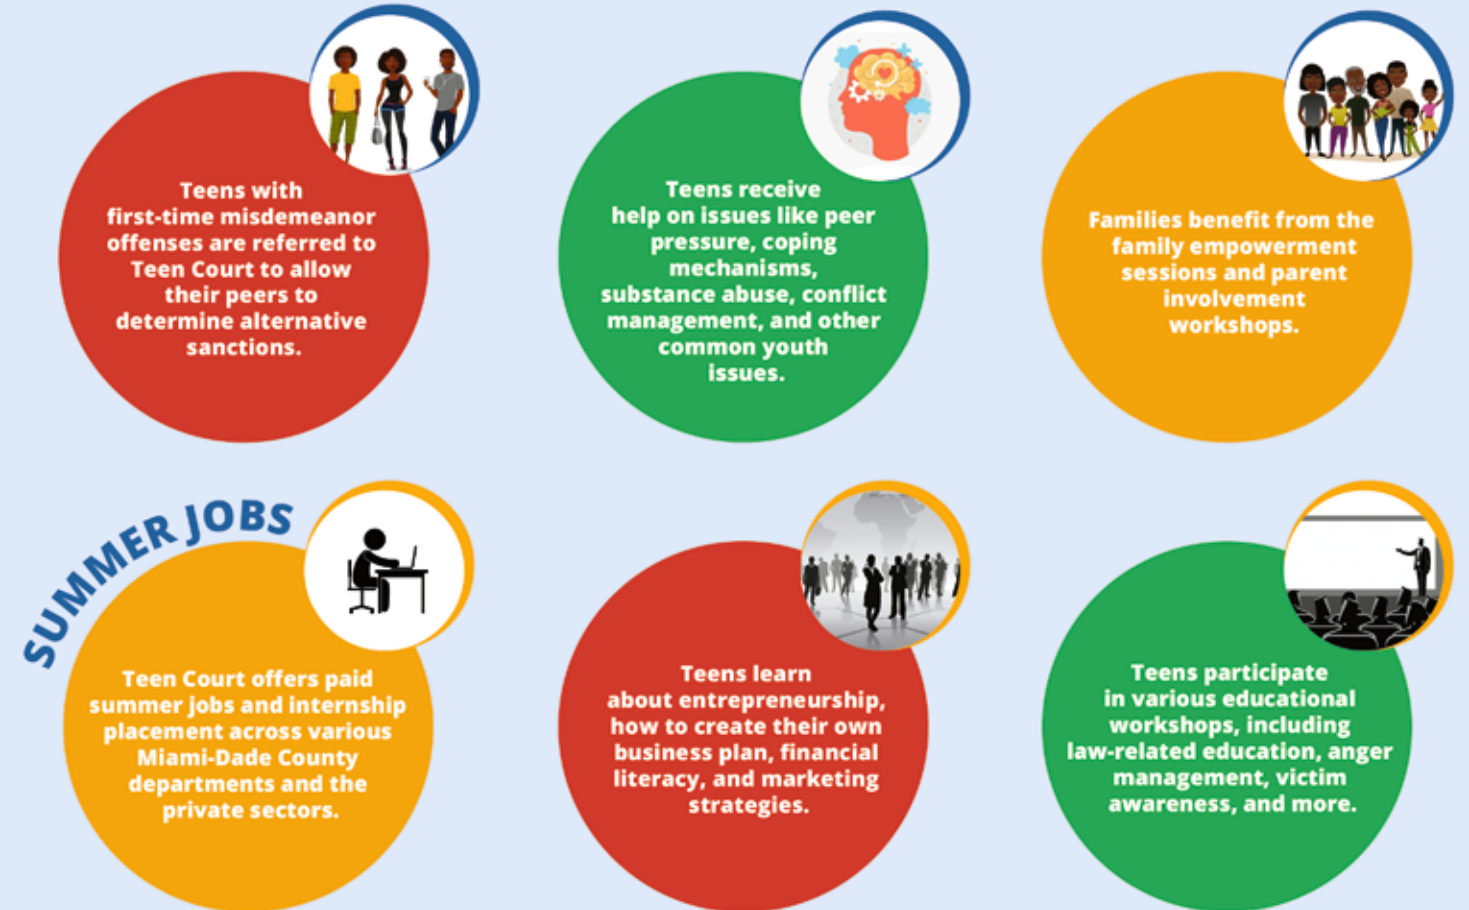 Teens with
first-time misdemeanor
offenses are referred to
Teen Court to allow
their peers to
determine alternative
sanctions.
Teens receive
help on issues like peer
pressure, coping
mechanisms,
substance abuse, conflict
management, and other
common youth
issues.
Families benefit from the
family empowerment
sessions and parent
involvement
workshops.
SUMMER JOBS
Teen Court offers paid
summer jobs and internship
placement across various
Miami-Dade County
departments and the
private sectors.
Teens learn
about entrepreneurship,
how to create their own
business plan, financial
literacy, and marketing
strategies.
Teens participate
in various educational
workshops, including
law-related education, anger
management, victim
awareness, and more.